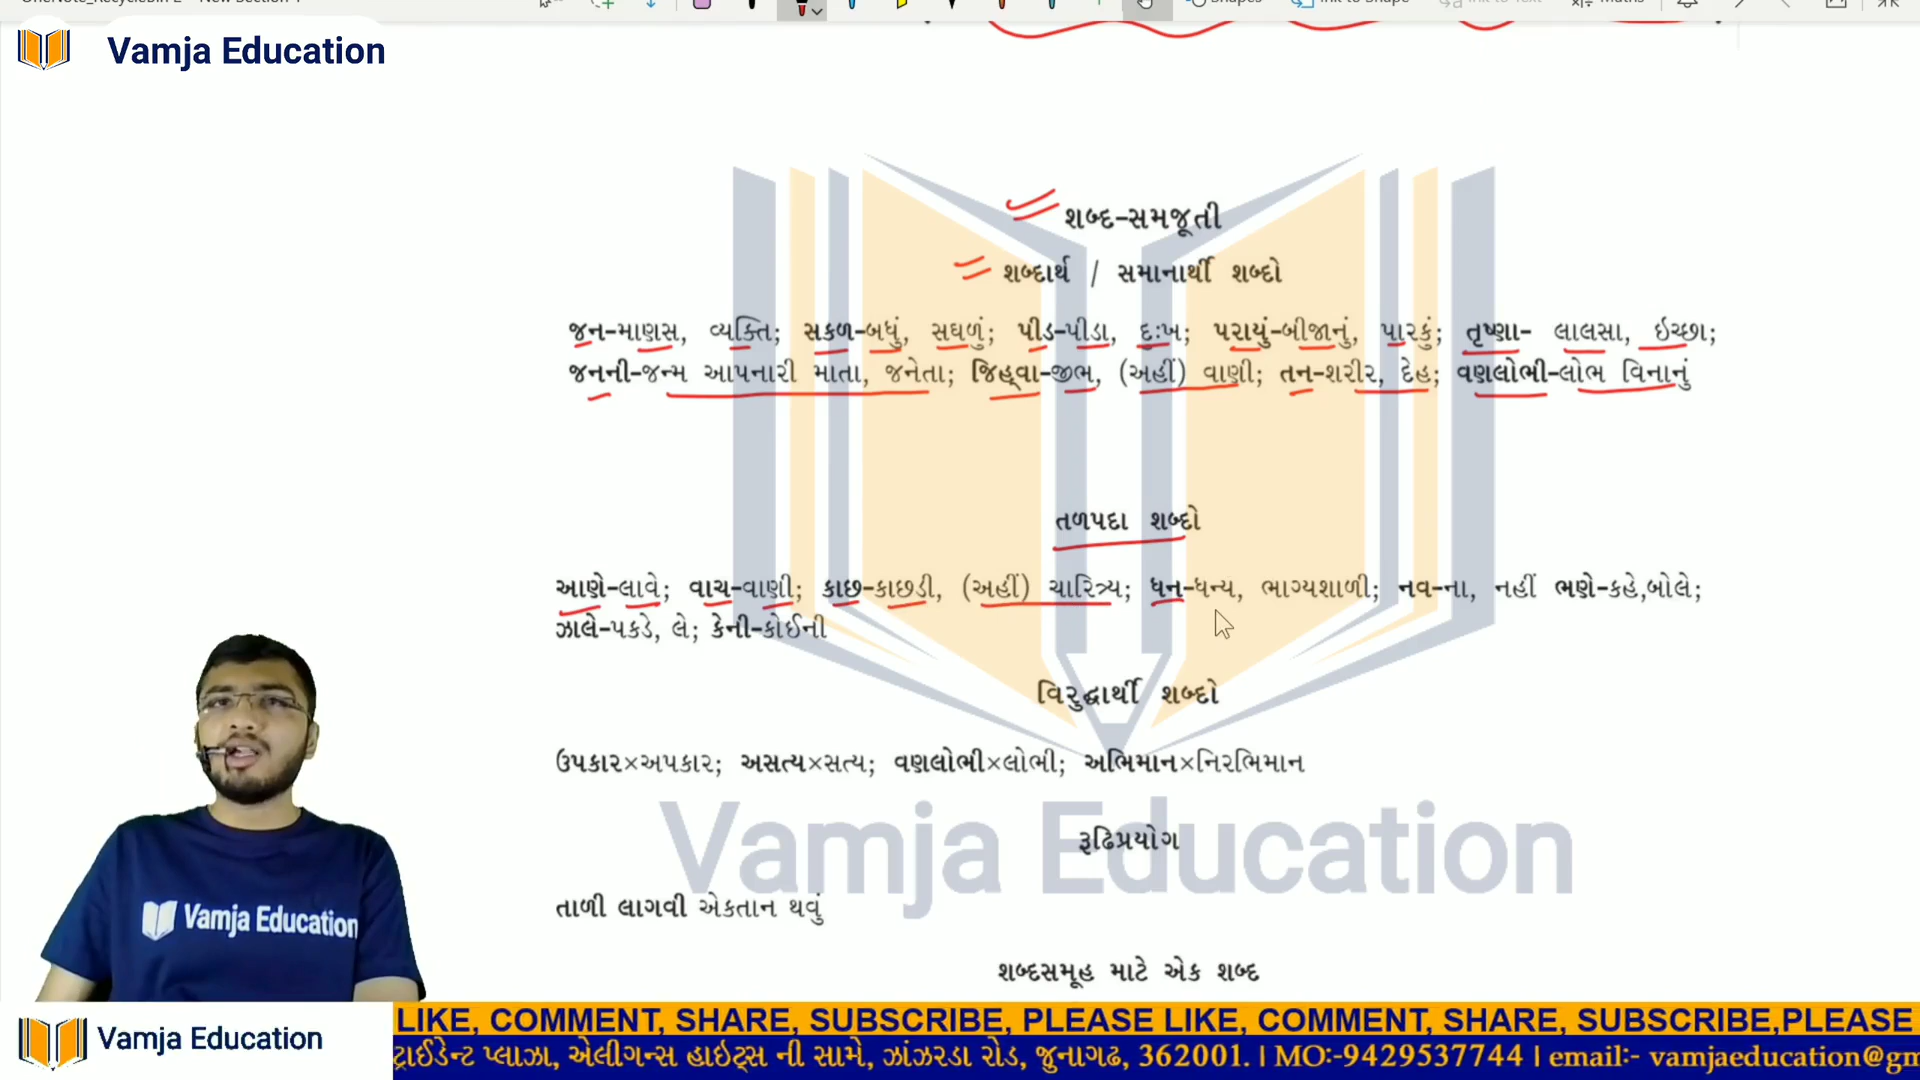 Vamja Education
શબ્દ-સમજૂતી
શબ્દાર્થ / સમાનાર્થી શબ્દો
જન-માણસ, વ્યક્તિ; સકળ-બધું, સઘળું; પીડ-પીડા, દુઃખ; પરાયું-બીજાનું, પારકું; તૃષ્ણા- લાલસા, ઇચ્છા;
જનની-જન્મ આપનારી માતા, જનેતા; જિહ્વા-જીભ, (અહીં) વાણી; તન-શરીર, દેહ; વણલોભી-લોભ વિનાનું
તળપદા શબ્દો
આણે-લાવે; વાચ-વાણી; કાછ-કાછડી, (અહીં) ચારિત્ર્ય; ધન-ધન્ય, ભાગ્યશાળી; નવ-ના, નહીં ભણે-કહે,બોલે;
ઝાલે-પકડે, લે; કેની-કોઈની
વિરુદ્ધાર્થી શબ્દો
ઉપકાર×અપકાર; અસત્ય×સત્ય; વણલોભી×લોભી; અભિમાન×નિરભિમાન
Vamja Education
રૂઢિપ્રયોગ
તાળી લાગવી એકતાન થવું
Vamja Education
શબ્દસમૂહ માટે એક શબ્દ
Vamja Education
LIKE, COMMENT, SHARE, SUBSCRIBE, PLEASE LIKE, COMMENT, SHARE, SUBSCRIBE,PLEASE
ટ્રાઈડેન્ટ પ્લાઝા, એલીગન્સ હાઇટ્સ ની સામે, ઝાંઝરડા રોડ, જુનાગઢ, 362001. | MO:-9429537744 | email:- vamjaeducation@gm